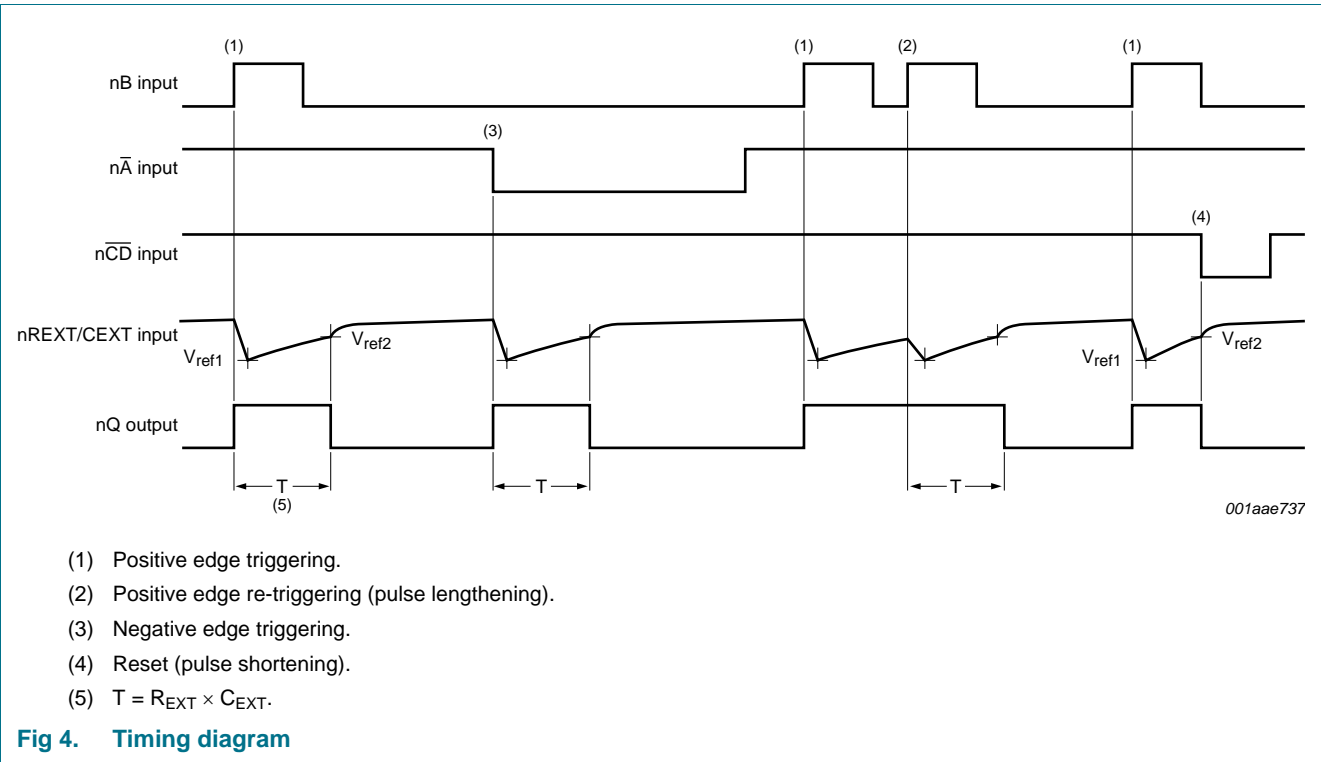 (1) (1) (2) (1)
nB input
(3)
nA̅ input
(4)
nC̅D̅ input
nREXT/CEXT input
Vref1 Vref2 Vref1 Vref2
nQ output
T T T
(5)
001aae737
(1) Positive edge triggering.
(2) Positive edge re-triggering (pulse lengthening).
(3) Negative edge triggering.
(4) Reset (pulse shortening).
(5) T = REXT × CEXT.
Fig 4. Timing diagram